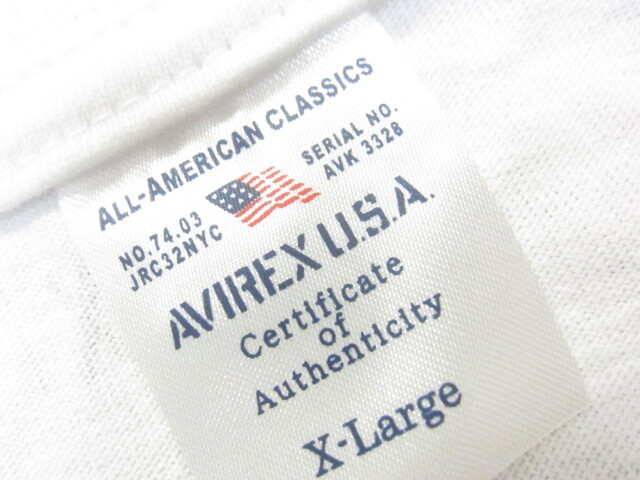 ALL-AMERICAN CLASSICS
NO.74.03
JRC32NYC
SERIAL NO.
AVK 3328
AVIREX U.S.A.
Certificate
of
Authenticity
X-Large